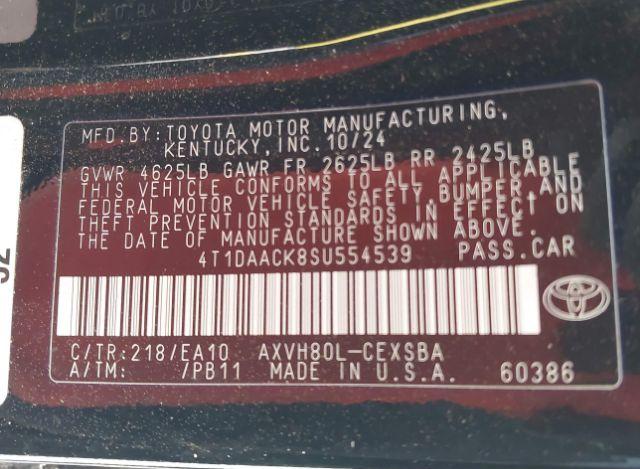 MFD.BY:TOYOTA MOTOR MANUFACTURING,
KENTUCKY,INC.10/24
GVWR 4625LB GAWR FR 2625LB RR 2425LB
THIS VEHICLE CONFORMS TO ALL APPLICABLE
FEDERAL MOTOR VEHICLE SAFETY,BUMPER,AND
THEFT PREVENTION STANDARDS IN EFFECT ON
THE DATE OF MANUFACTURE SHOWN ABOVE.
4T1DAACK8SU554539 PASS.CAR
C/TR:218/EA10 AXVH80L-CEXSBA
A/TM: /PB11 MADE IN U.S.A. 60386